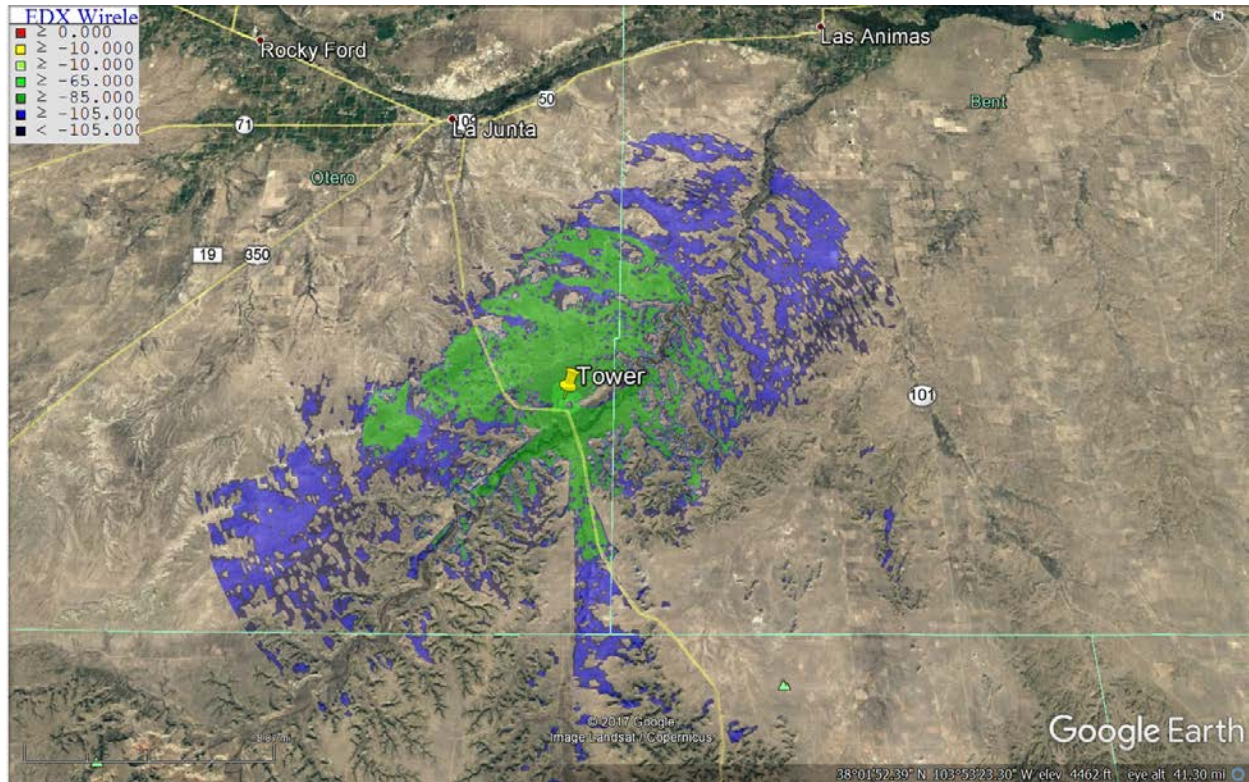 EDX Wirele
≥ 0.000
≥ -10.000
≥ -10.000
≥ -65.000
≥ -85.000
≥ -105.000
< -105.000
Rocky Ford
Las Animas
50
Bent
71
La Junta
Otero
19
350
Tower
101
N
© 2017 Google
Image Landsat / Copernicus
Google Earth
38°01'52.39" N 103°53'23.30" W elev 4462 ft eye alt 41.30 mi